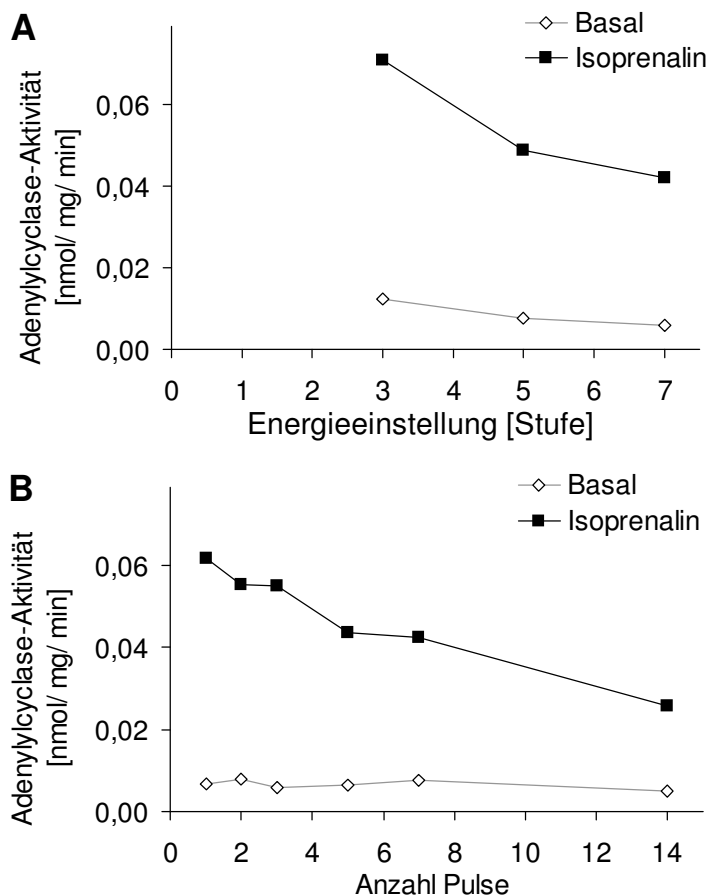 A
Basal
Isoprenalin
Adenylylcyclase-Aktivität
[nmol/ mg/ min]
0,06
0,04
0,02
0,00
0 1 2 3 4 5 6 7
Energieeinstellung [Stufe]
B
Basal
Isoprenalin
Adenylylcyclase-Aktivität
[nmol/ mg/ min]
0,06
0,04
0,02
0,00
0 2 4 6 8 10 12 14
Anzahl Pulse